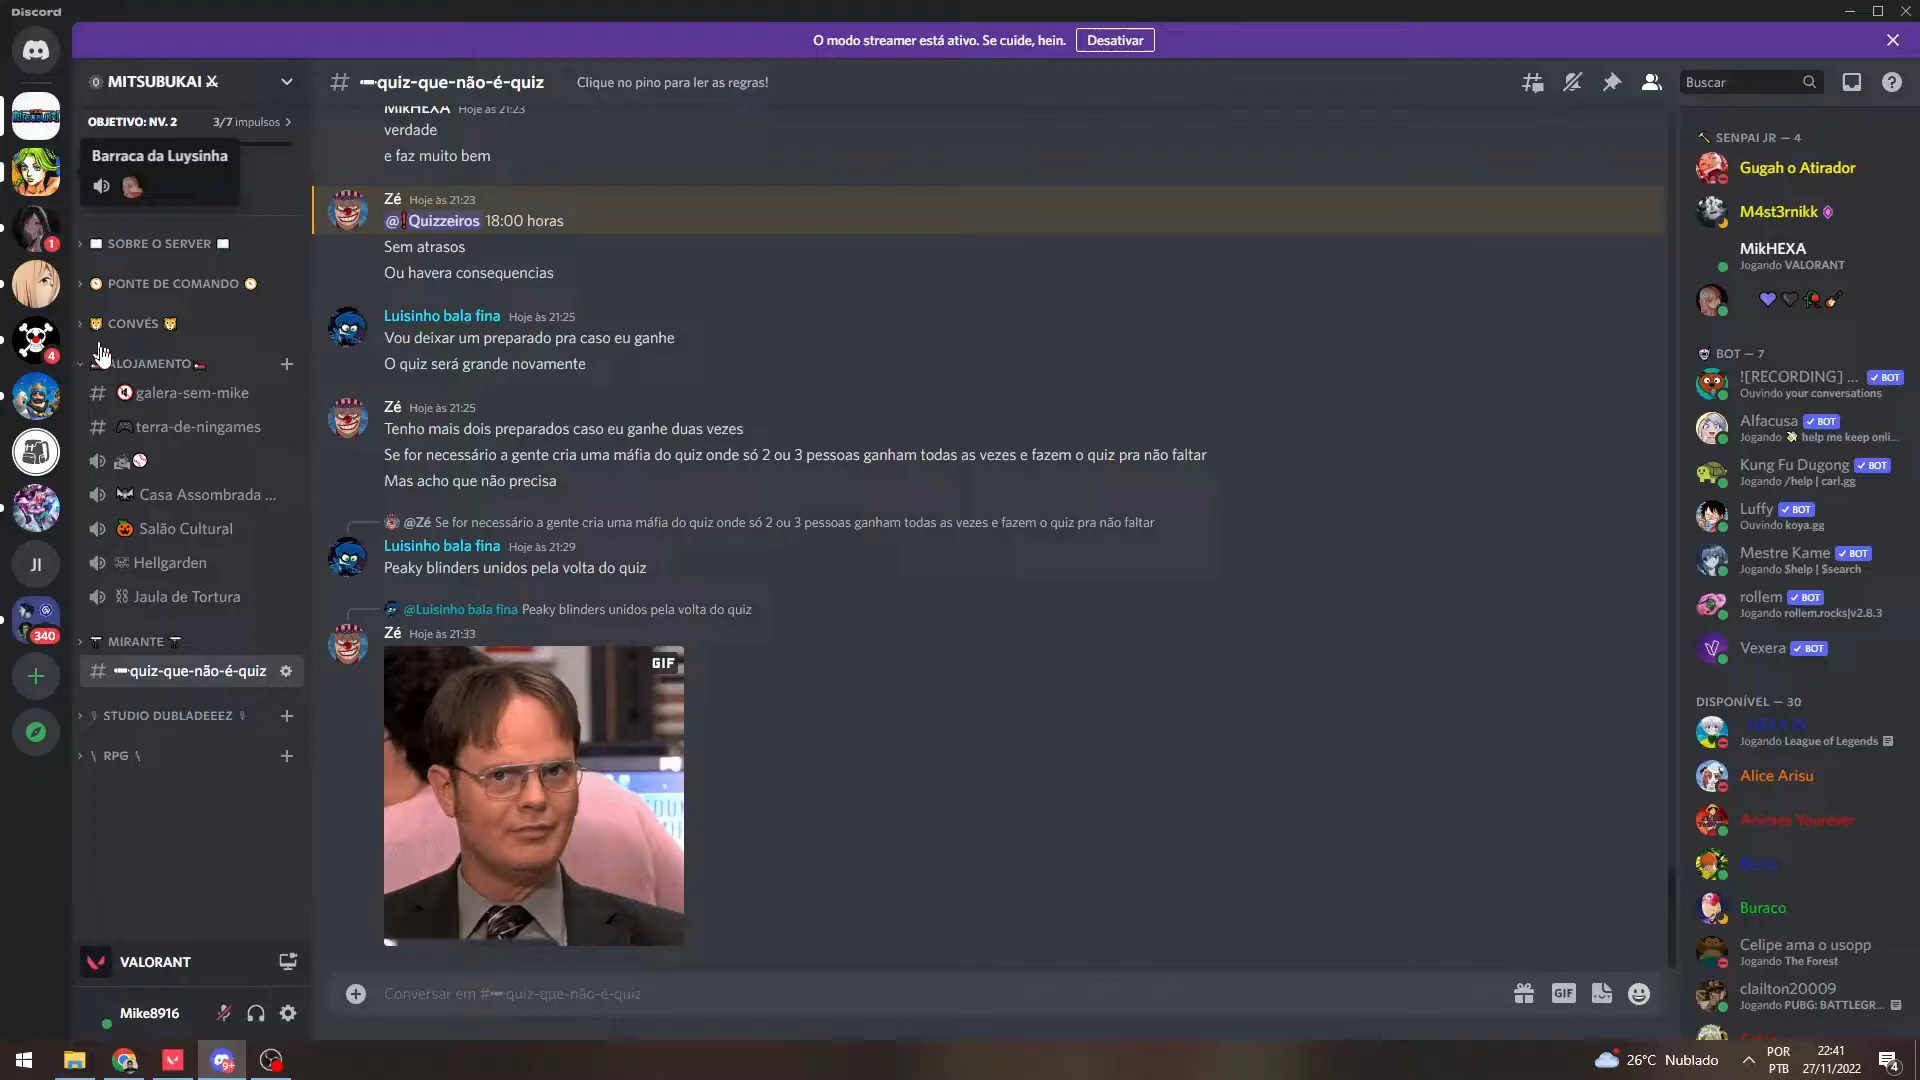 Discord
O modo streamer está ativo. Se cuide, hein.
Desativar
MITSUBUKAI
OBJETIVO: NV. 2
3/7 impulsos
Barraca da Luysinha
SOBRE O SERVER
PONTE DE COMANDO
CONVÉS
ALOJAMENTO
galera-sem-mike
terra-de-ningames
Casa Assombrada ...
Salão Cultural
Hellgarden
Jaula de Tortura
MIRANTE
quiz-que-não-é-quiz
STUDIO DUBLADEEEZ
\ RPG \
VALORANT
Mike8916
1
4
JI
340
quiz-que-não-é-quiz
Clique no pino para ler as regras!
Buscar
MikHEXA Hoje às 21:23
verdade
e faz muito bem
Zé Hoje às 21:23
@❗Quizzeiros 18:00 horas
Sem atrasos
Ou havera consequencias
Luisinho bala fina Hoje às 21:25
Vou deixar um preparado pra caso eu ganhe
O quiz será grande novamente
Zé Hoje às 21:25
Tenho mais dois preparados caso eu ganhe duas vezes
Se for necessário a gente cria uma máfia do quiz onde só 2 ou 3 pessoas ganham todas as vezes e fazem o quiz pra não faltar
Mas acho que não precisa
@Zé Se for necessário a gente cria uma máfia do quiz onde só 2 ou 3 pessoas ganham todas as vezes e fazem o quiz pra não faltar
Luisinho bala fina Hoje às 21:29
Peaky blinders unidos pela volta do quiz
@Luisinho bala fina Peaky blinders unidos pela volta do quiz
Zé Hoje às 21:33
GIF
Conversar em #quiz-que-não-é-quiz
GIF
SENPAI JR — 4
Gugah o Atirador
M4st3rnikk
MikHEXA
Jogando VALORANT
BOT — 7
![RECORDING] ... BOT
Ouvindo your conversations
Alfacusa BOT
Jogando help me keep onli...
Kung Fu Dugong BOT
Jogando /help | carl.gg
Luffy BOT
Ouvindo koya.gg
Mestre Kame BOT
Jogando $help | $search
rollem BOT
Jogando rollem.rocks|v2.8.3
Vexera BOT
DISPONÍVEL — 30
Jogando League of Legends
Alice Arisu
Animes Yourever
Buraco
Celipe ama o usopp
Jogando The Forest
clailton20009
Jogando PUBG: BATTLEGR...
9+
26°C Nublado
POR
PTB
22:41
27/11/2022
4